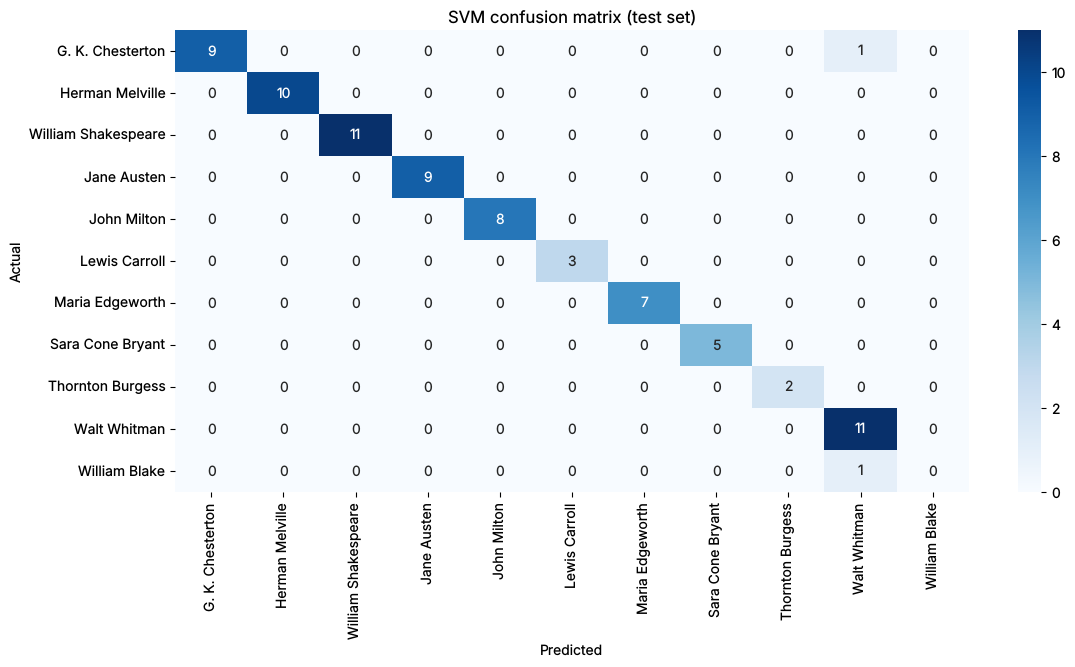 SVM confusion matrix (test set)
G. K. Chesterton 9 0 0 0 0 0 0 0 0 1 0
Herman Melville 0 10 0 0 0 0 0 0 0 0 0
William Shakespeare 0 0 11 0 0 0 0 0 0 0 0
Jane Austen 0 0 0 9 0 0 0 0 0 0 0
John Milton 0 0 0 0 8 0 0 0 0 0 0
Lewis Carroll 0 0 0 0 0 3 0 0 0 0 0
Maria Edgeworth 0 0 0 0 0 0 7 0 0 0 0
Sara Cone Bryant 0 0 0 0 0 0 0 5 0 0 0
Thornton Burgess 0 0 0 0 0 0 0 0 2 0 0
Walt Whitman 0 0 0 0 0 0 0 0 0 11 0
William Blake 0 0 0 0 0 0 0 0 0 1 0
Actual
G. K. Chesterton
Herman Melville
William Shakespeare
Jane Austen
John Milton
Lewis Carroll
Maria Edgeworth
Sara Cone Bryant
Thornton Burgess
Walt Whitman
William Blake
Predicted
10
8
6
4
2
0